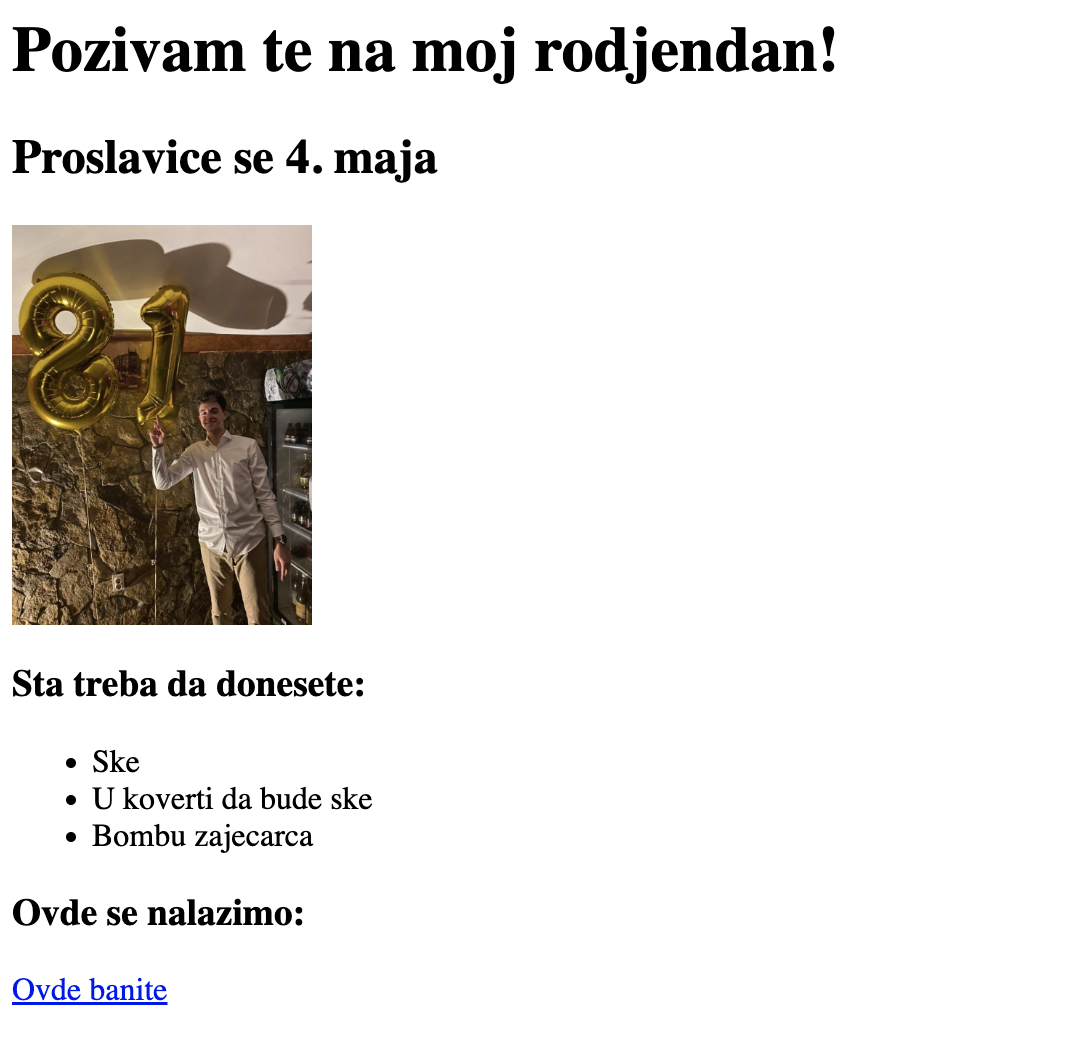 Pozivam te na moj rodjendan!
Proslavice se 4. maja
81
Sta treba da donesete:
Ske
U koverti da bude ske
Bombu zajecarca
Ovde se nalazimo:
Ovde banite